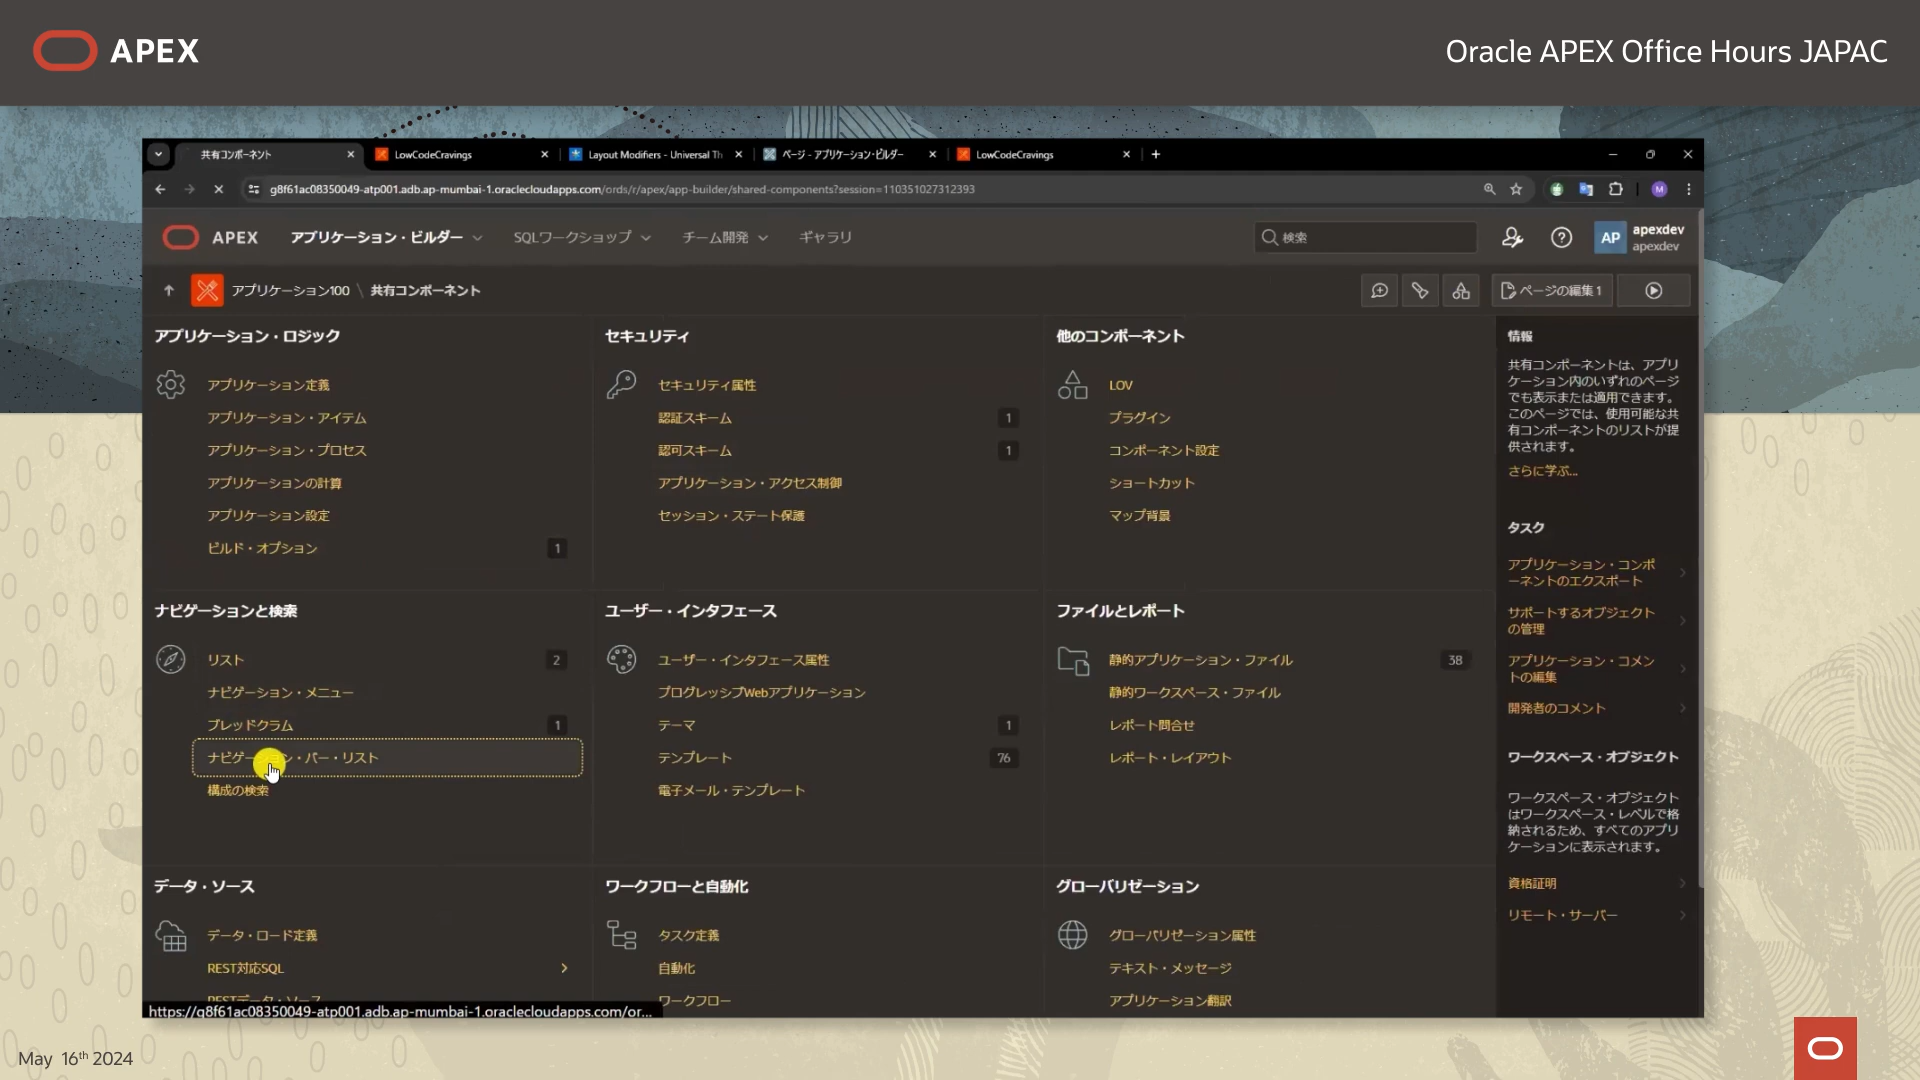 APEX
Oracle APEX Office Hours JAPAC
共有コンポーネント
LowCodeCravings
Layout Modifiers - Universal Th
ページ - アプリケーション・ビルダー
LowCodeCravings
g8f61ac08350049-atp001.adb.ap-mumbai-1.oraclecloudapps.com/ords/r/apex/app-builder/shared-components?session=110351027312393
M
APEX
アプリケーション・ビルダー
SQLワークショップ
チーム開発
ギャラリ
検索
AP
apexdev
apexdev
アプリケーション100 \ 共有コンポーネント
ページの編集 1
アプリケーション・ロジック
アプリケーション定義
アプリケーション・アイテム
アプリケーション・プロセス
アプリケーションの計算
アプリケーション設定
ビルド・オプション 1
セキュリティ
セキュリティ属性
認証スキーム 1
認可スキーム 1
アプリケーション・アクセス制御
セッション・ステート保護
他のコンポーネント
LOV
プラグイン
コンポーネント設定
ショートカット
マップ背景
ナビゲーションと検索
リスト 2
ナビゲーション・メニュー
ブレッドクラム 1
ナビゲーション・バー・リスト
構成の検索
ユーザー・インタフェース
ユーザー・インタフェース属性
プログレッシブWebアプリケーション
テーマ 1
テンプレート 76
電子メール・テンプレート
ファイルとレポート
静的アプリケーション・ファイル 38
静的ワークスペース・ファイル
レポート問合せ
レポート・レイアウト
データ・ソース
データ・ロード定義
REST対応SQL
RESTデータ・ソース
ワークフローと自動化
タスク定義
自動化
ワークフロー
グローバリゼーション
グローバリゼーション属性
テキスト・メッセージ
アプリケーション翻訳
情報
共有コンポーネントは、アプリ
ケーション内のいずれのページ
でも表示または適用できます。
このページでは、使用可能な共
有コンポーネントのリストが提
供されます。
さらに学ぶ...
タスク
アプリケーション・コンポ
ーネントのエクスポート
サポートするオブジェクト
の管理
アプリケーション・コメン
トの編集
開発者のコメント
ワークスペース・オブジェクト
ワークスペース・オブジェクト
はワークスペース・レベルで格
納されるため、すべてのアプリ
ケーションに表示されます。
資格証明
リモート・サーバー
https://g8f61ac08350049-atp001.adb.ap-mumbai-1.oraclecloudapps.com/or...
May 16th 2024